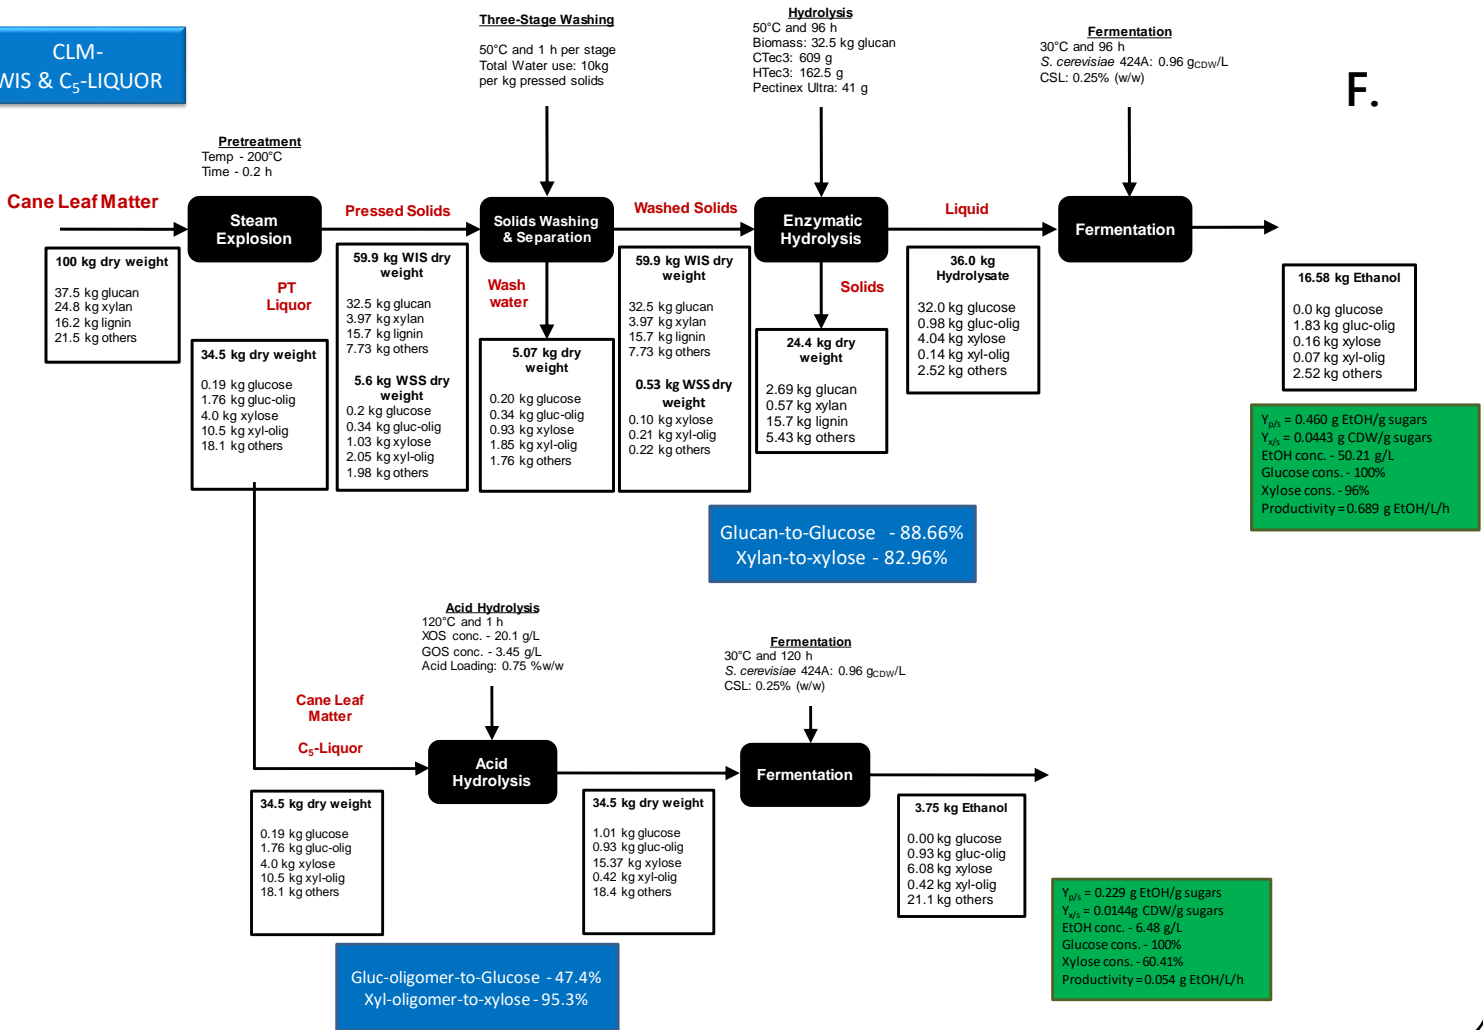 CLM-
WIS & C5-LIQUOR
F.
Three-Stage Washing
50°C and 1 h per stage
Total Water use: 10kg
per kg pressed solids
Hydrolysis
50°C and 96 h
Biomass: 32.5 kg glucan
CTec3: 609 g
HTec3: 162.5 g
Pectinex Ultra: 41 g
Fermentation
30°C and 96 h
S. cerevisiae 424A: 0.96 gCDW/L
CSL: 0.25% (w/w)
Pretreatment
Temp - 200°C
Time - 0.2 h
Cane Leaf Matter
Steam
Explosion
Pressed Solids
Solids Washing
& Separation
Washed Solids
Enzymatic
Hydrolysis
Liquid
Fermentation
100 kg dry weight
37.5 kg glucan
24.8 kg xylan
16.2 kg lignin
21.5 kg others
PT
Liquor
34.5 kg dry weight
0.19 kg glucose
1.76 kg gluc-olig
4.0 kg xylose
10.5 kg xyl-olig
18.1 kg others
59.9 kg WIS dry
weight
32.5 kg glucan
3.97 kg xylan
15.7 kg lignin
7.73 kg others
5.6 kg WSS dry
weight
0.2 kg glucose
0.34 kg gluc-olig
1.03 kg xylose
2.05 kg xyl-olig
1.98 kg others
Wash
water
5.07 kg dry
weight
0.20 kg glucose
0.34 kg gluc-olig
0.93 kg xylose
1.85 kg xyl-olig
1.76 kg others
59.9 kg WIS dry
weight
32.5 kg glucan
3.97 kg xylan
15.7 kg lignin
7.73 kg others
0.53 kg WSS dry
weight
0.10 kg xylose
0.21 kg xyl-olig
0.22 kg others
Solids
24.4 kg dry
weight
2.69 kg glucan
0.57 kg xylan
15.7 kg lignin
5.43 kg others
36.0 kg
Hydrolysate
32.0 kg glucose
0.98 kg gluc-olig
4.04 kg xylose
0.14 kg xyl-olig
2.52 kg others
16.58 kg Ethanol
0.0 kg glucose
1.83 kg gluc-olig
0.16 kg xylose
0.07 kg xyl-olig
2.52 kg others
Yp/s = 0.460 g EtOH/g sugars
Yx/s = 0.0443 g CDW/g sugars
EtOH conc. - 50.21 g/L
Glucose cons. - 100%
Xylose cons. - 96%
Productivity = 0.689 g EtOH/L/h
Glucan-to-Glucose - 88.66%
Xylan-to-xylose - 82.96%
Acid Hydrolysis
120°C and 1 h
XOS conc. - 20.1 g/L
GOS conc. - 3.45 g/L
Acid Loading: 0.75 %w/w
Fermentation
30°C and 120 h
S. cerevisiae 424A: 0.96 gCDW/L
CSL: 0.25% (w/w)
Cane Leaf
Matter
C5-Liquor
Acid
Hydrolysis
Fermentation
34.5 kg dry weight
0.19 kg glucose
1.76 kg gluc-olig
4.0 kg xylose
10.5 kg xyl-olig
18.1 kg others
34.5 kg dry weight
1.01 kg glucose
0.93 kg gluc-olig
15.37 kg xylose
0.42 kg xyl-olig
18.4 kg others
3.75 kg Ethanol
0.00 kg glucose
0.93 kg gluc-olig
6.08 kg xylose
0.42 kg xyl-olig
21.1 kg others
Yp/s = 0.229 g EtOH/g sugars
Yx/s = 0.0144g CDW/g sugars
EtOH conc. - 6.48 g/L
Glucose cons. - 100%
Xylose cons. - 60.41%
Productivity = 0.054 g EtOH/L/h
Gluc-oligomer-to-Glucose - 47.4%
Xyl-oligomer-to-xylose - 95.3%